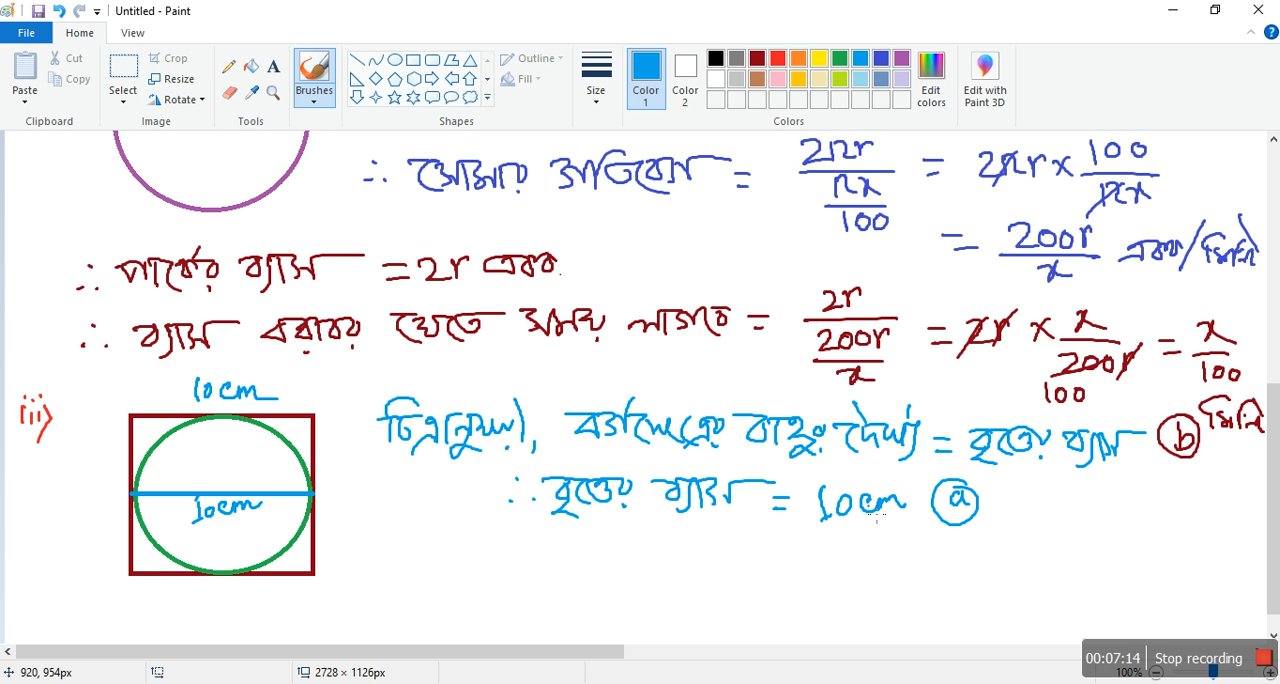 Untitled - Paint
File Home View
Paste Cut Copy Select Crop Resize Rotate Brushes Outline Fill Size Color 1 Color 2 Edit colors Edit with Paint 3D
Clipboard Image Tools Shapes Colors
∴ গতিবেগ = 2πr / (πx/100) = 2πr × 100/πx
= 200r/x একক/মিনিট
∴ পার্কের ব্যাস = 2r একক
∴ ব্যাস বরাবর যেতে সময় লাগবে = 2r / (200r/x) = 2r × x/200r = x/100 মিনিট
100
ⓑ
iii)
10cm
10cm
চিত্রানুযায়ী, বর্গক্ষেত্রের বাহুর দৈর্ঘ্য = বৃত্তের ব্যাস
∴ বৃত্তের ব্যাস = 10cm ⓐ
920, 954px 2728 × 1126px 100%
00:07:14 Stop recording